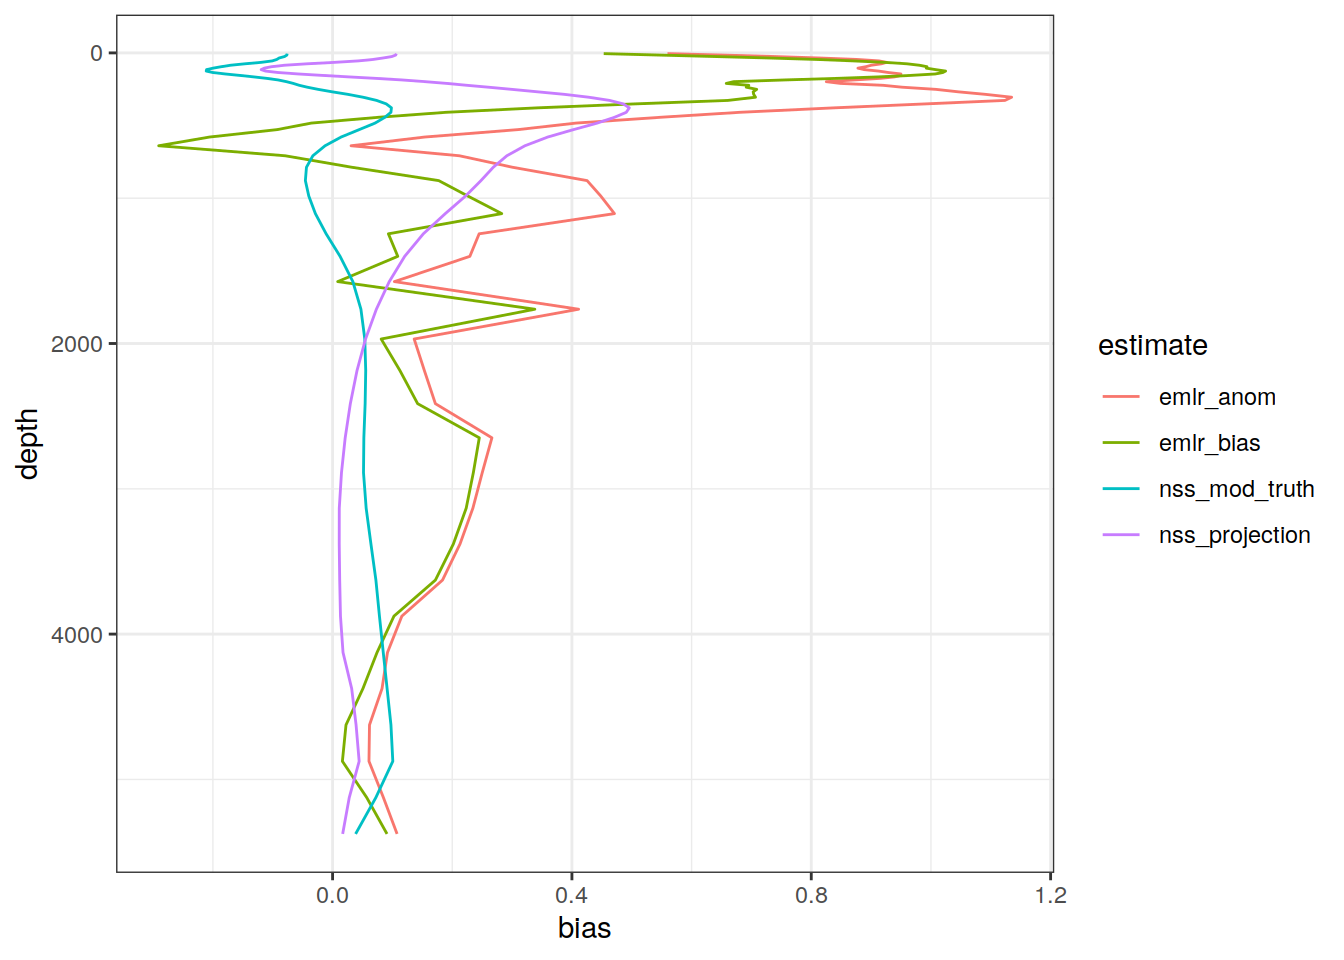 0
2000
4000
depth
0.0
0.4
0.8
1.2
bias
estimate
emlr_anom
emlr_bias
nss_mod_truth
nss_projection